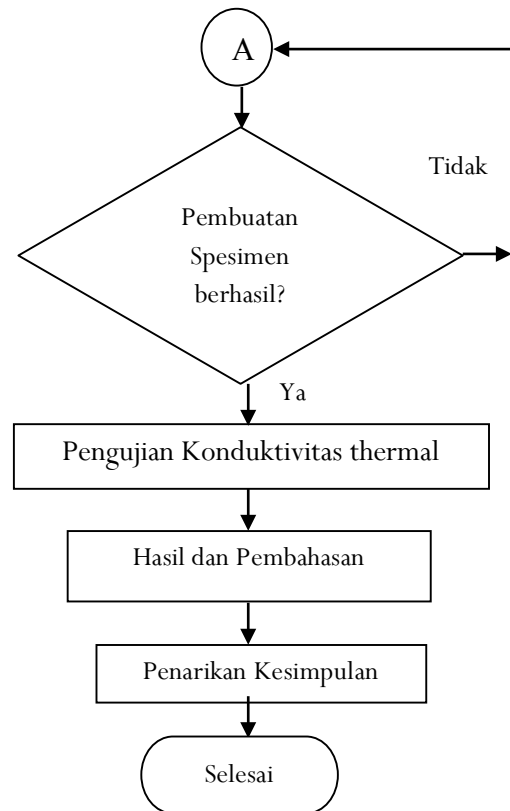 A
Tidak
Pembuatan
Spesimen
berhasil?
Ya
Pengujian Konduktivitas thermal
Hasil dan Pembahasan
Penarikan Kesimpulan
Selesai